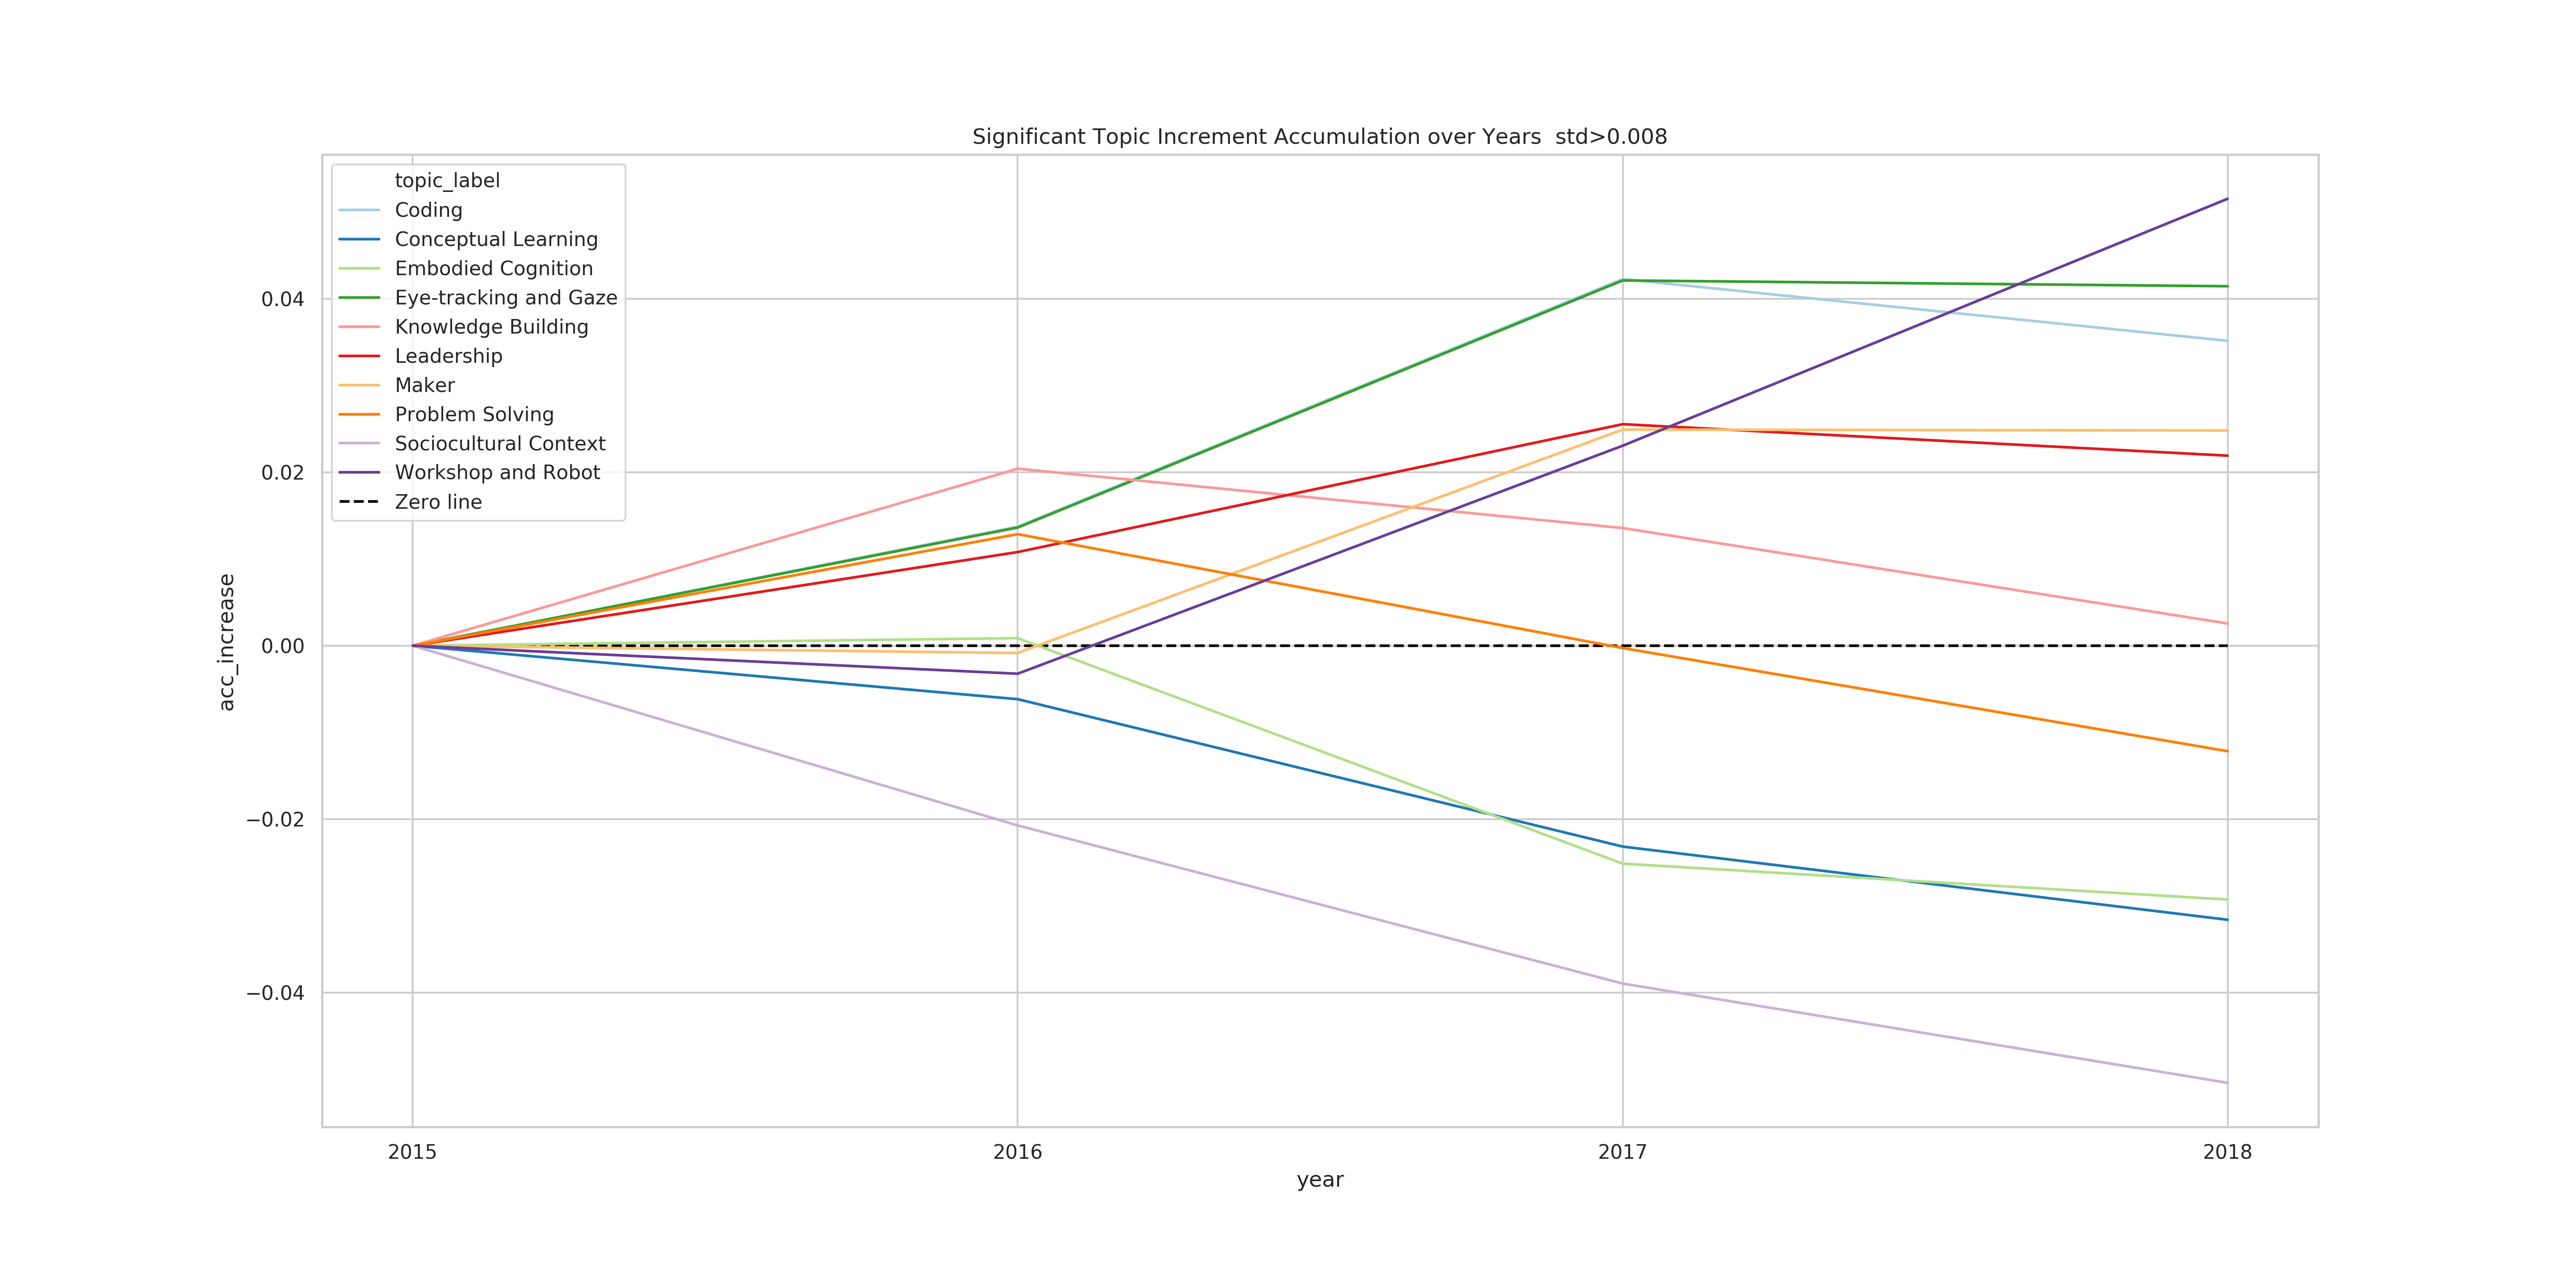 Significant Topic Increment Accumulation over Years  std>0.008
topic_label
Coding
Conceptual Learning
Embodied Cognition
Eye-tracking and Gaze
Knowledge Building
Leadership
Maker
Problem Solving
Sociocultural Context
Workshop and Robot
Zero line
acc_increase
0.04
0.02
0.00
−0.02
−0.04
2015
2016
2017
2018
year